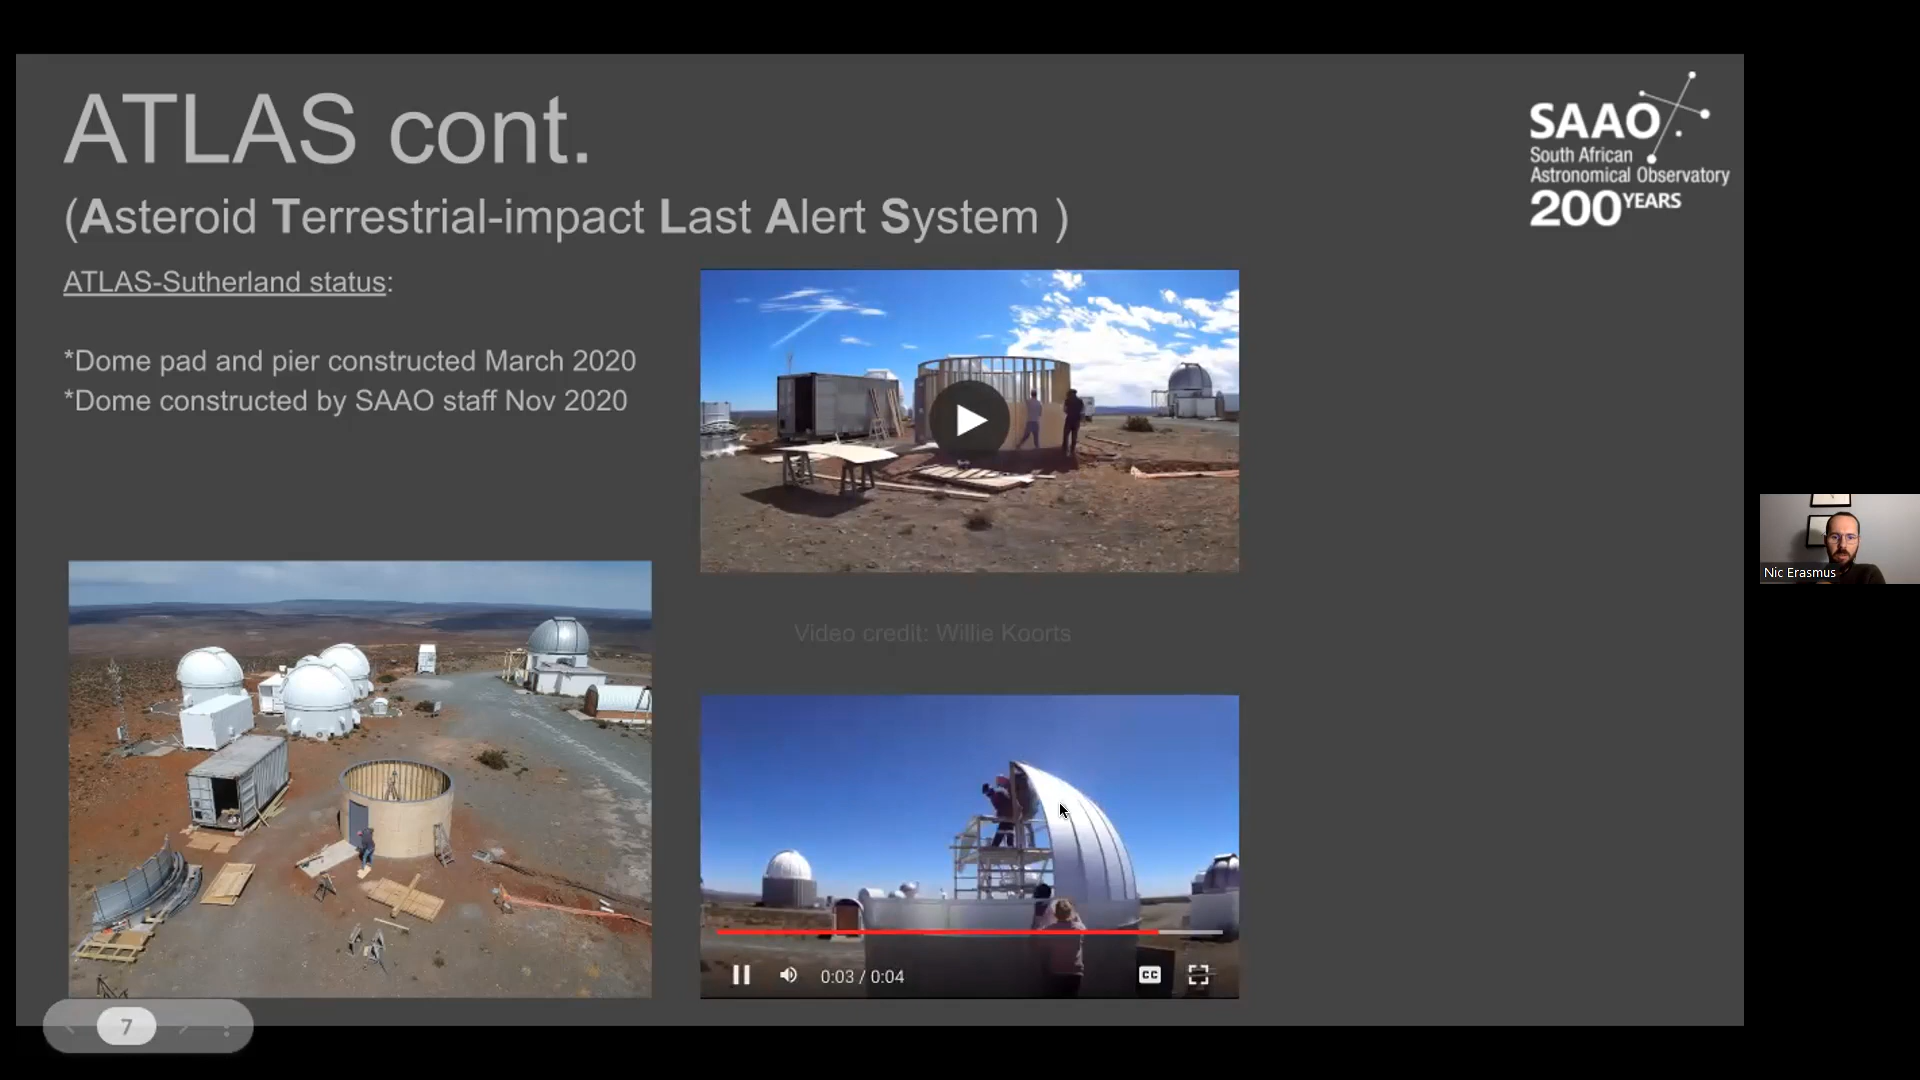 ATLAS cont.
(Asteroid Terrestrial-impact Last Alert System )
SAAO
South African
Astronomical Observatory
200 YEARS
ATLAS-Sutherland status:
*Dome pad and pier constructed March 2020
*Dome constructed by SAAO staff Nov 2020
Video credit: Willie Koorts
0:03 / 0:04
CC
7
Nic Erasmus